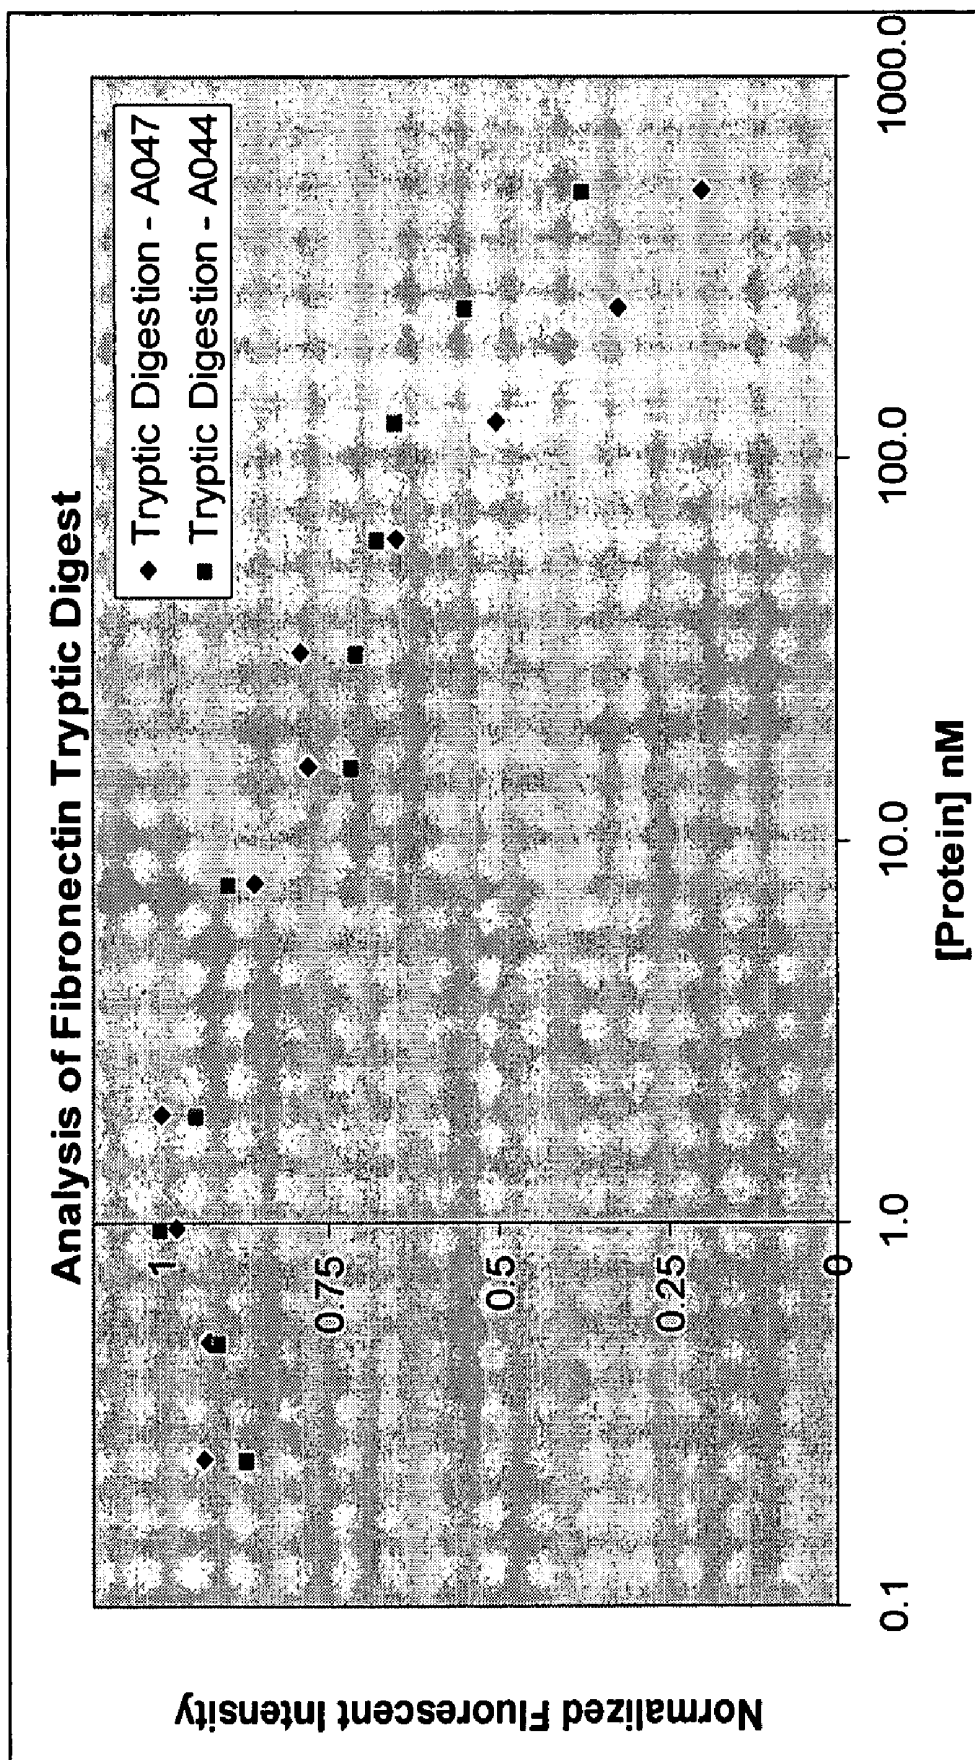 Analysis of Fibronectin Tryptic Digest
Tryptic Digestion - A047
Tryptic Digestion - A044
Normalized Fluorescent Intensity
1
0.75
0.5
0.25
0
0.1
1.0
10.0
100.0
1000.0
[Protein] nM